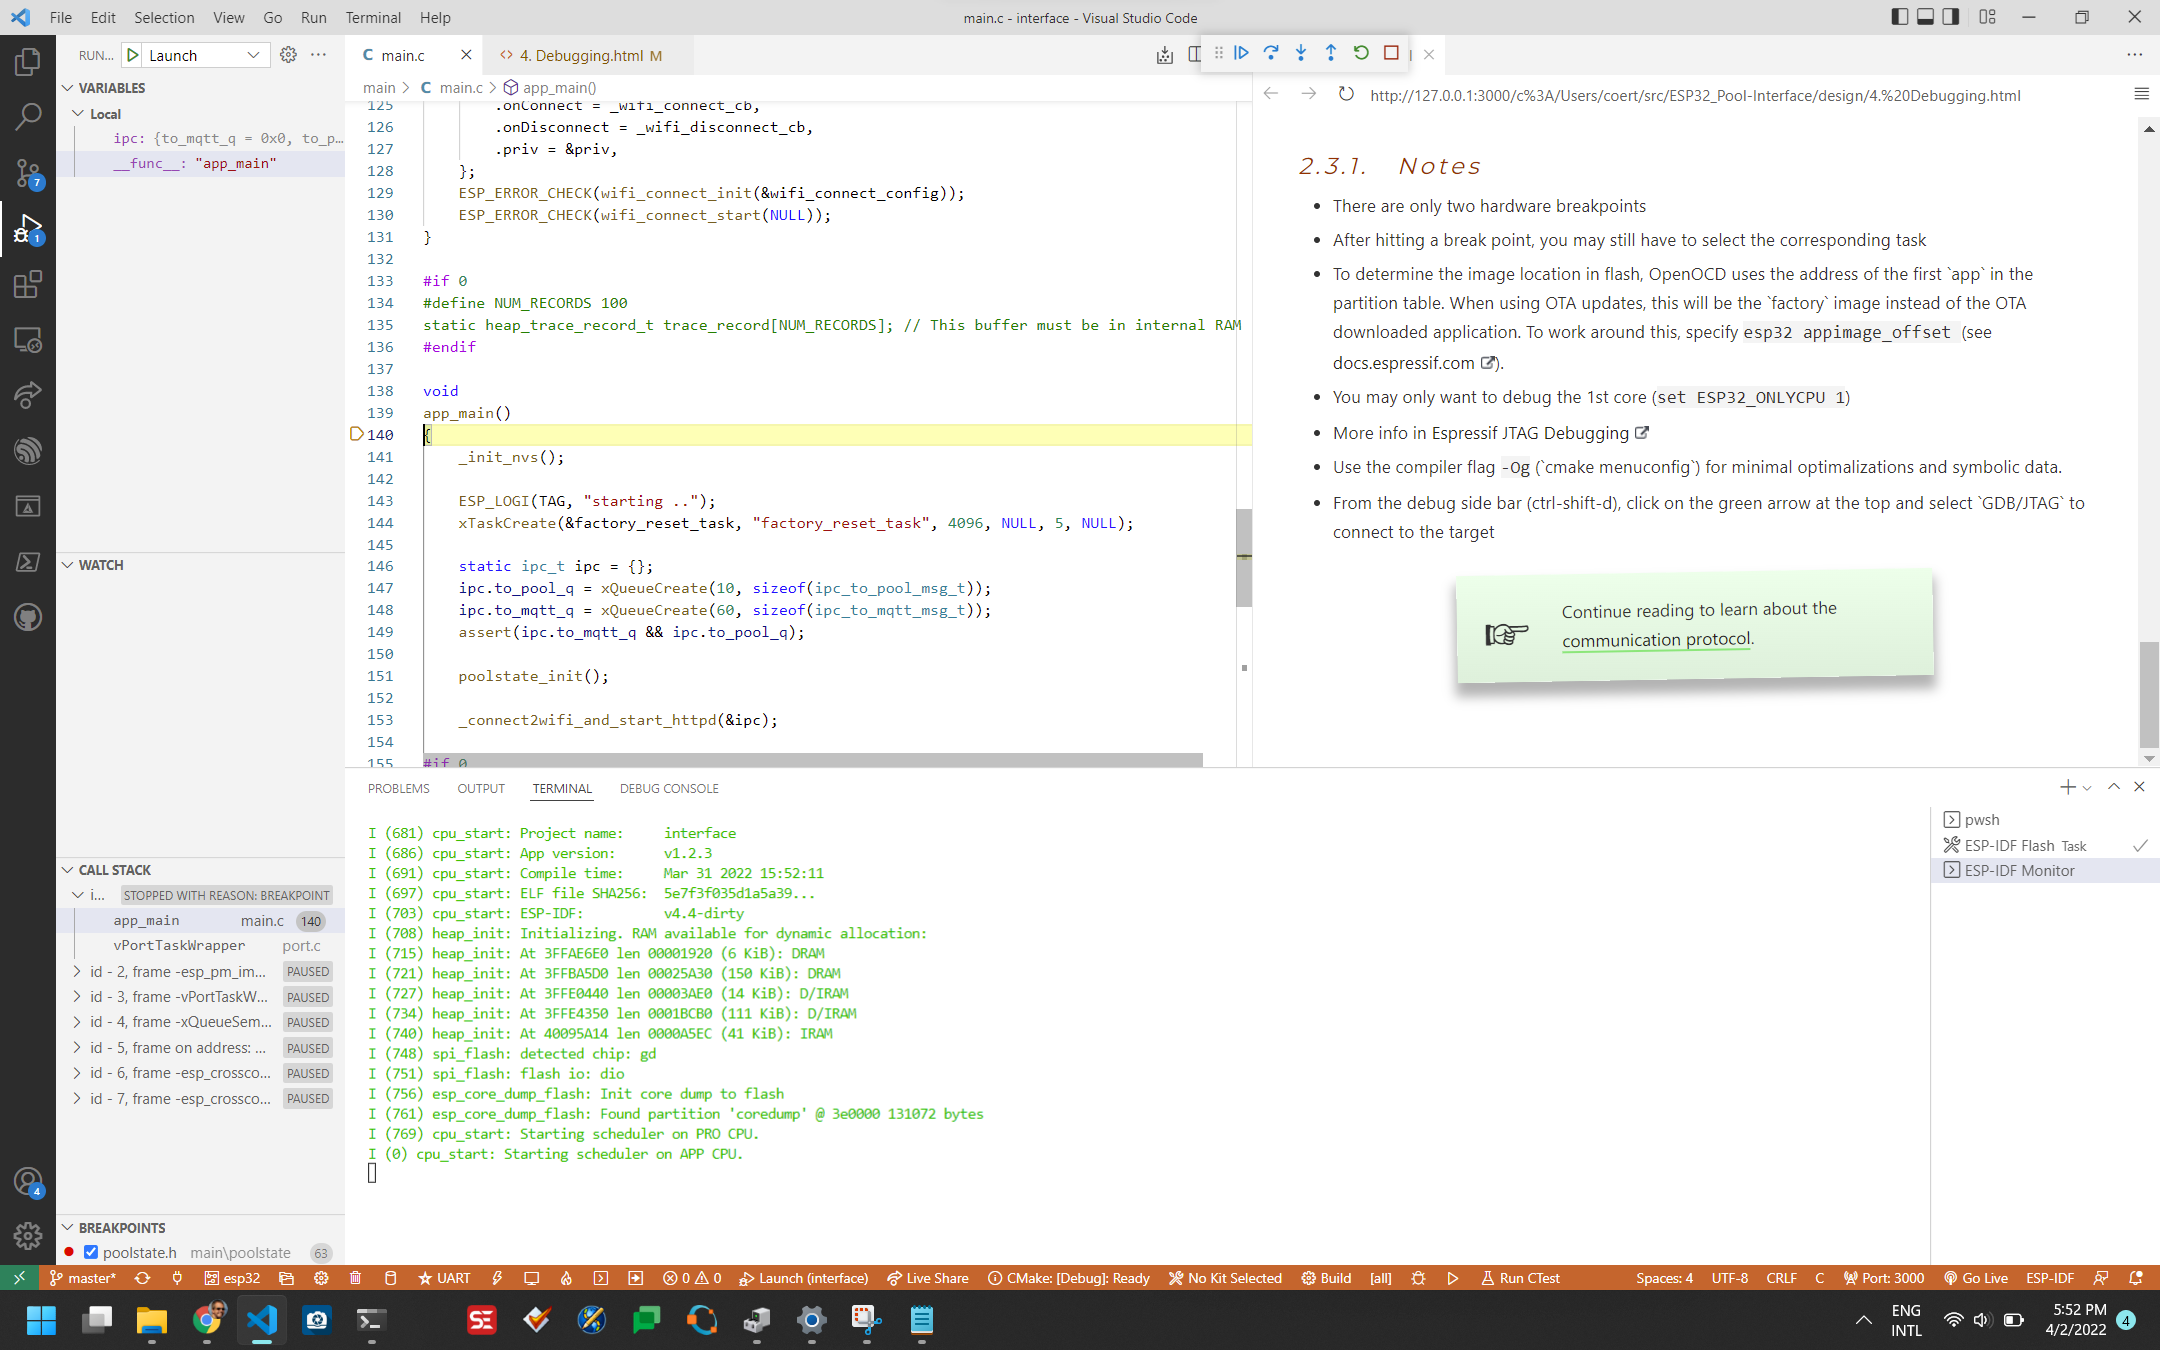 File Edit Selection View Go Run Terminal Help
main.c - interface - Visual Studio Code
RUN... Launch
C main.c
<> 4. Debugging.html M
VARIABLES
Local
ipc: {to_mqtt_q = 0x0, to_p...
__func__: "app_main"
WATCH
CALL STACK
i... STOPPED WITH REASON: BREAKPOINT
app_main main.c 140
vPortTaskWrapper port.c
id - 2, frame -esp_pm_im... PAUSED
id - 3, frame -vPortTaskW... PAUSED
id - 4, frame -xQueueSem... PAUSED
id - 5, frame on address: ... PAUSED
id - 6, frame -esp_crossco... PAUSED
id - 7, frame -esp_crossco... PAUSED
BREAKPOINTS
poolstate.h main\poolstate 63
7
1
4
main > C main.c > app_main()
125 .onConnect = _wifi_connect_cb,
126 .onDisconnect = _wifi_disconnect_cb,
127 .priv = &priv,
128 };
129 ESP_ERROR_CHECK(wifi_connect_init(&wifi_connect_config));
130 ESP_ERROR_CHECK(wifi_connect_start(NULL));
131 }
132
133 #if 0
134 #define NUM_RECORDS 100
135 static heap_trace_record_t trace_record[NUM_RECORDS]; // This buffer must be in internal RAM
136 #endif
137
138 void
139 app_main()
140 {
141 _init_nvs();
142
143 ESP_LOGI(TAG, "starting ..");
144 xTaskCreate(&factory_reset_task, "factory_reset_task", 4096, NULL, 5, NULL);
145
146 static ipc_t ipc = {};
147 ipc.to_pool_q = xQueueCreate(10, sizeof(ipc_to_pool_msg_t));
148 ipc.to_mqtt_q = xQueueCreate(60, sizeof(ipc_to_mqtt_msg_t));
149 assert(ipc.to_mqtt_q && ipc.to_pool_q);
150
151 poolstate_init();
152
153 _connect2wifi_and_start_httpd(&ipc);
154
155 #if 0
http://127.0.0.1:3000/c%3A/Users/coert/src/ESP32_Pool-Interface/design/4.%20Debugging.html
2.3.1. Notes
• There are only two hardware breakpoints
• After hitting a break point, you may still have to select the corresponding task
• To determine the image location in flash, OpenOCD uses the address of the first `app` in the
partition table. When using OTA updates, this will be the `factory` image instead of the OTA
downloaded application. To work around this, specify esp32 appimage_offset (see
docs.espressif.com ).
• You may only want to debug the 1st core (set ESP32_ONLYCPU 1)
• More info in Espressif JTAG Debugging
• Use the compiler flag -Og (`cmake menuconfig`) for minimal optimalizations and symbolic data.
• From the debug side bar (ctrl-shift-d), click on the green arrow at the top and select `GDB/JTAG` to
connect to the target
Continue reading to learn about the
communication protocol.
PROBLEMS OUTPUT TERMINAL DEBUG CONSOLE
I (681) cpu_start: Project name: interface
I (686) cpu_start: App version: v1.2.3
I (691) cpu_start: Compile time: Mar 31 2022 15:52:11
I (697) cpu_start: ELF file SHA256: 5e7f3f035d1a5a39...
I (703) cpu_start: ESP-IDF: v4.4-dirty
I (708) heap_init: Initializing. RAM available for dynamic allocation:
I (715) heap_init: At 3FFAE6E0 len 00001920 (6 KiB): DRAM
I (721) heap_init: At 3FFBA5D0 len 00025A30 (150 KiB): DRAM
I (727) heap_init: At 3FFE0440 len 00003AE0 (14 KiB): D/IRAM
I (734) heap_init: At 3FFE4350 len 0001BCB0 (111 KiB): D/IRAM
I (740) heap_init: At 40095A14 len 0000A5EC (41 KiB): IRAM
I (748) spi_flash: detected chip: gd
I (751) spi_flash: flash io: dio
I (756) esp_core_dump_flash: Init core dump to flash
I (761) esp_core_dump_flash: Found partition 'coredump' @ 3e0000 131072 bytes
I (769) cpu_start: Starting scheduler on PRO CPU.
I (0) cpu_start: Starting scheduler on APP CPU.
pwsh
ESP-IDF Flash Task
ESP-IDF Monitor
master* esp32 UART 0 0 Launch (interface) Live Share CMake: [Debug]: Ready No Kit Selected Build [all] Run CTest Spaces: 4 UTF-8 CRLF C Port: 3000 Go Live ESP-IDF
SE
ENG
INTL
5:52 PM
4/2/2022
4